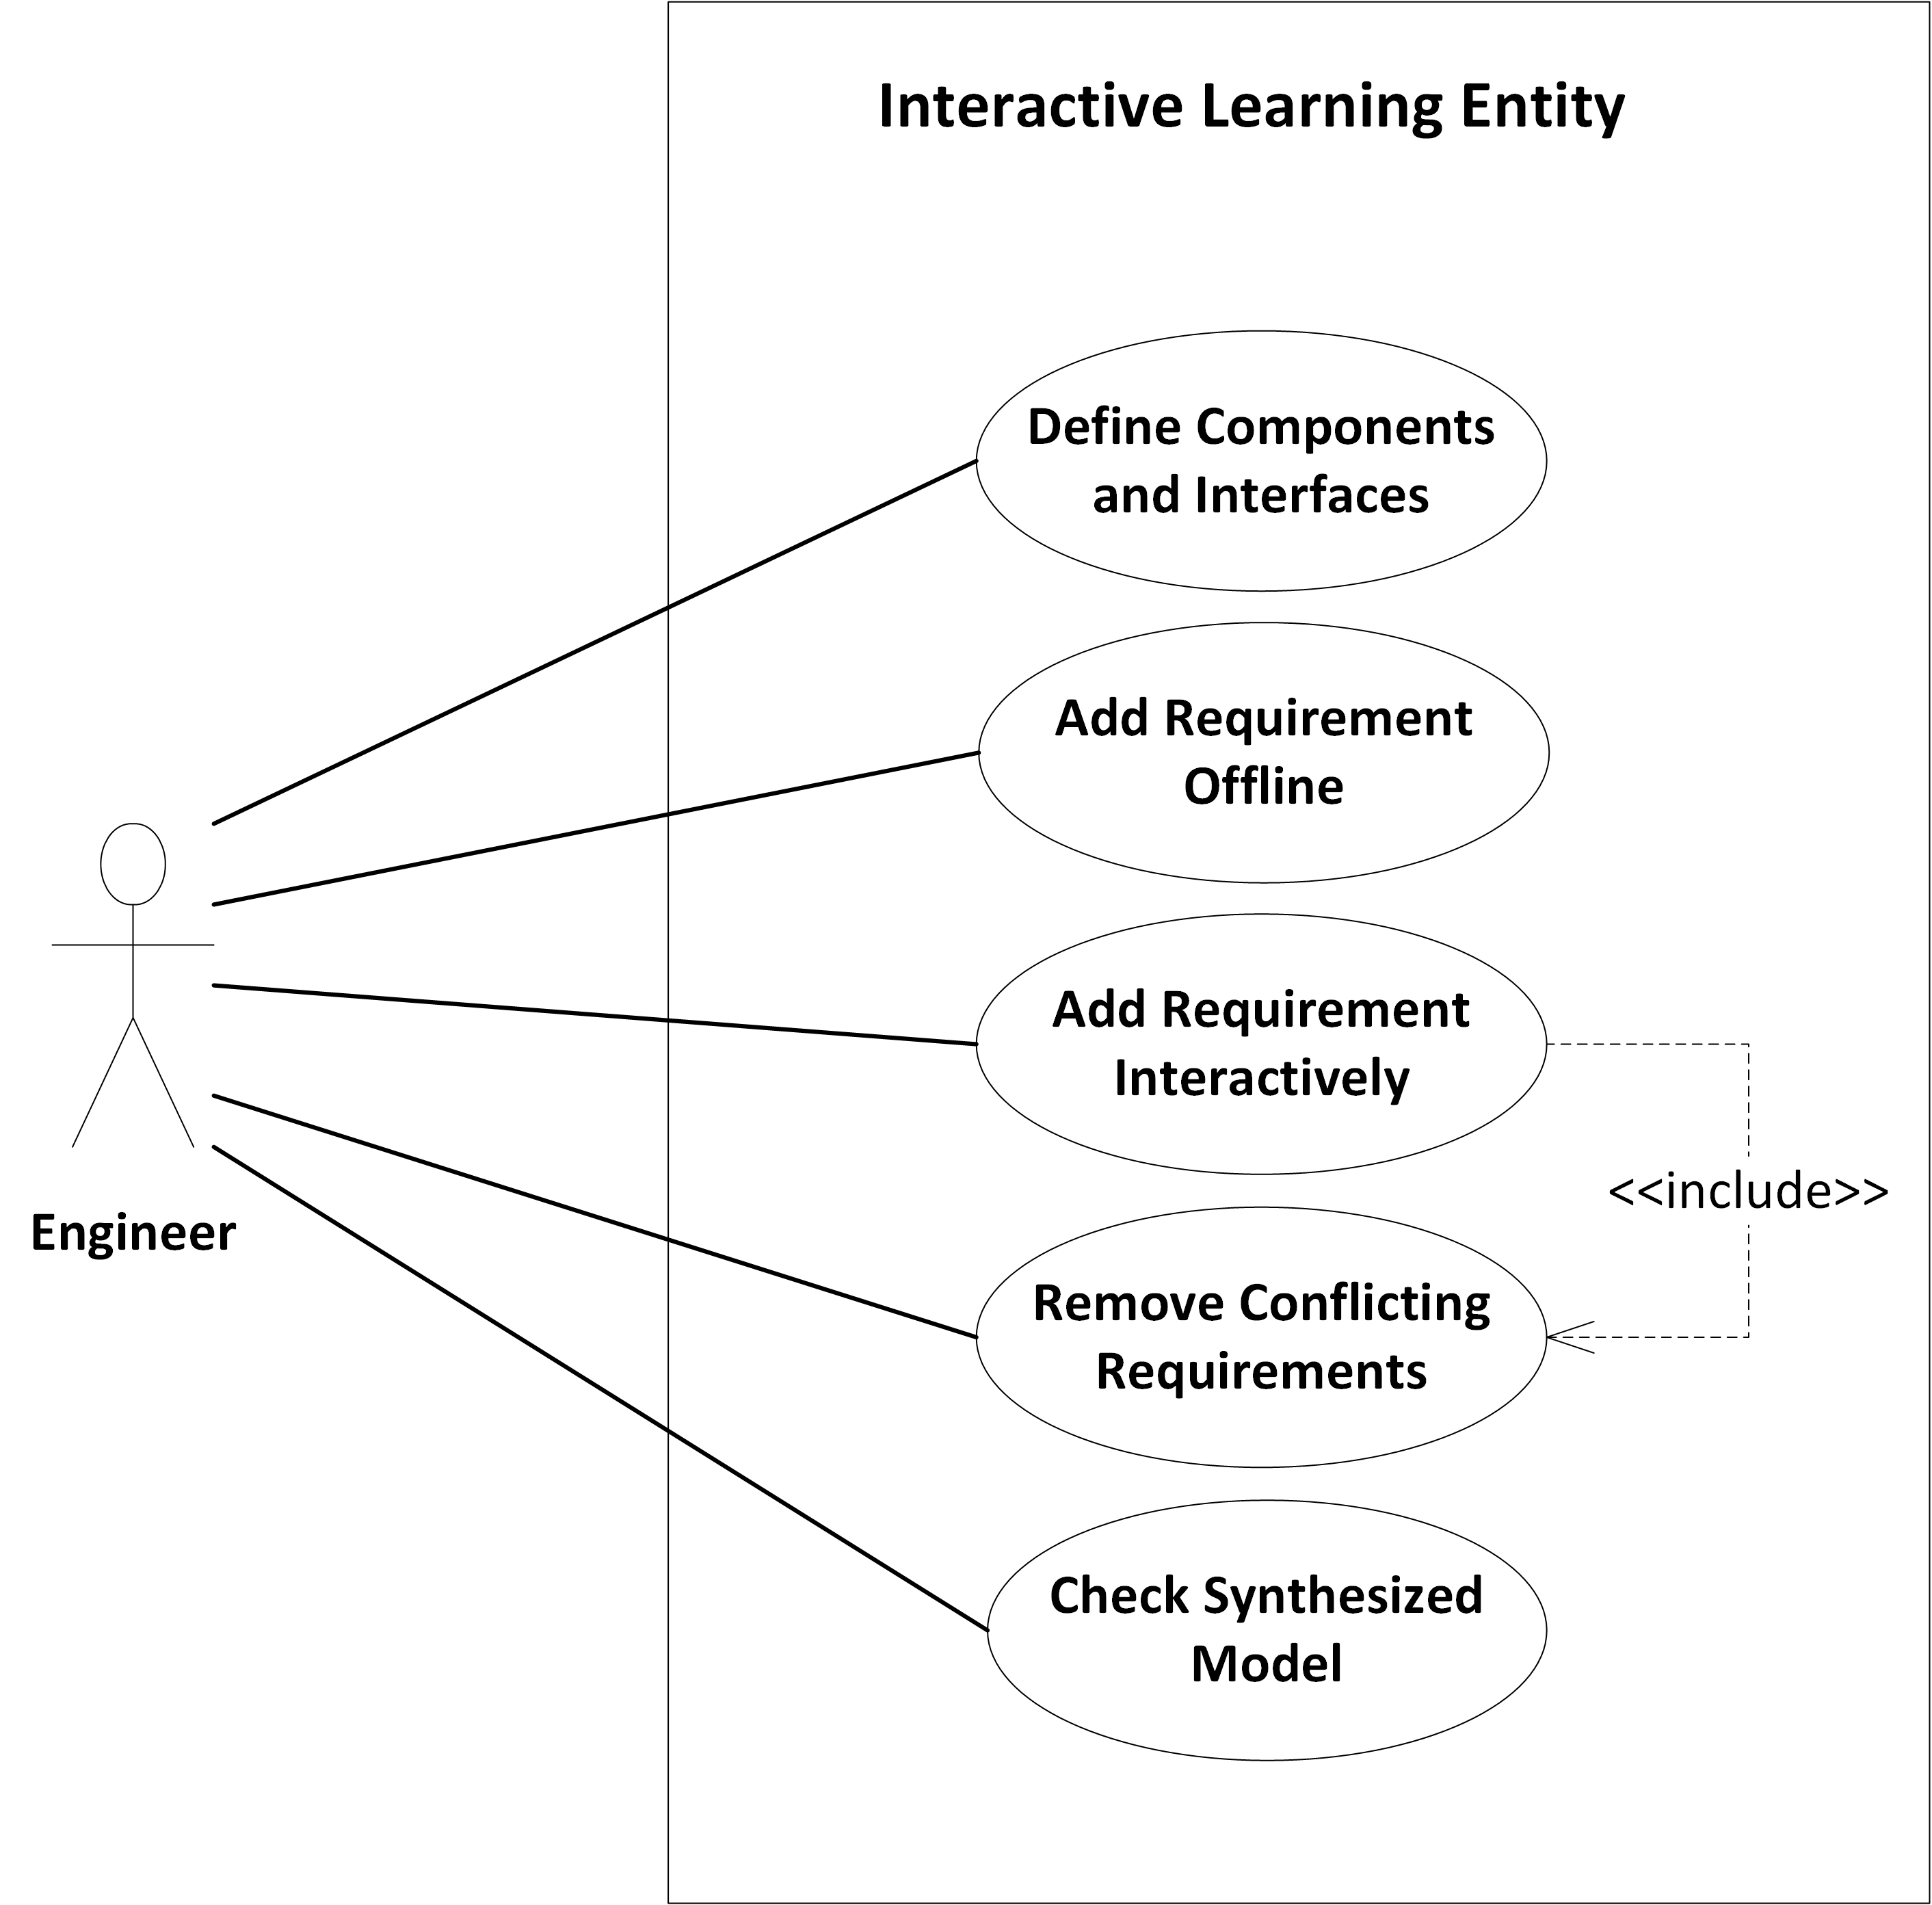 Interactive Learning Entity
Define Components
and Interfaces
Add Requirement
Offline
Add Requirement
Interactively
<<include>>
Engineer
Remove Conflicting
Requirements
Check Synthesized
Model